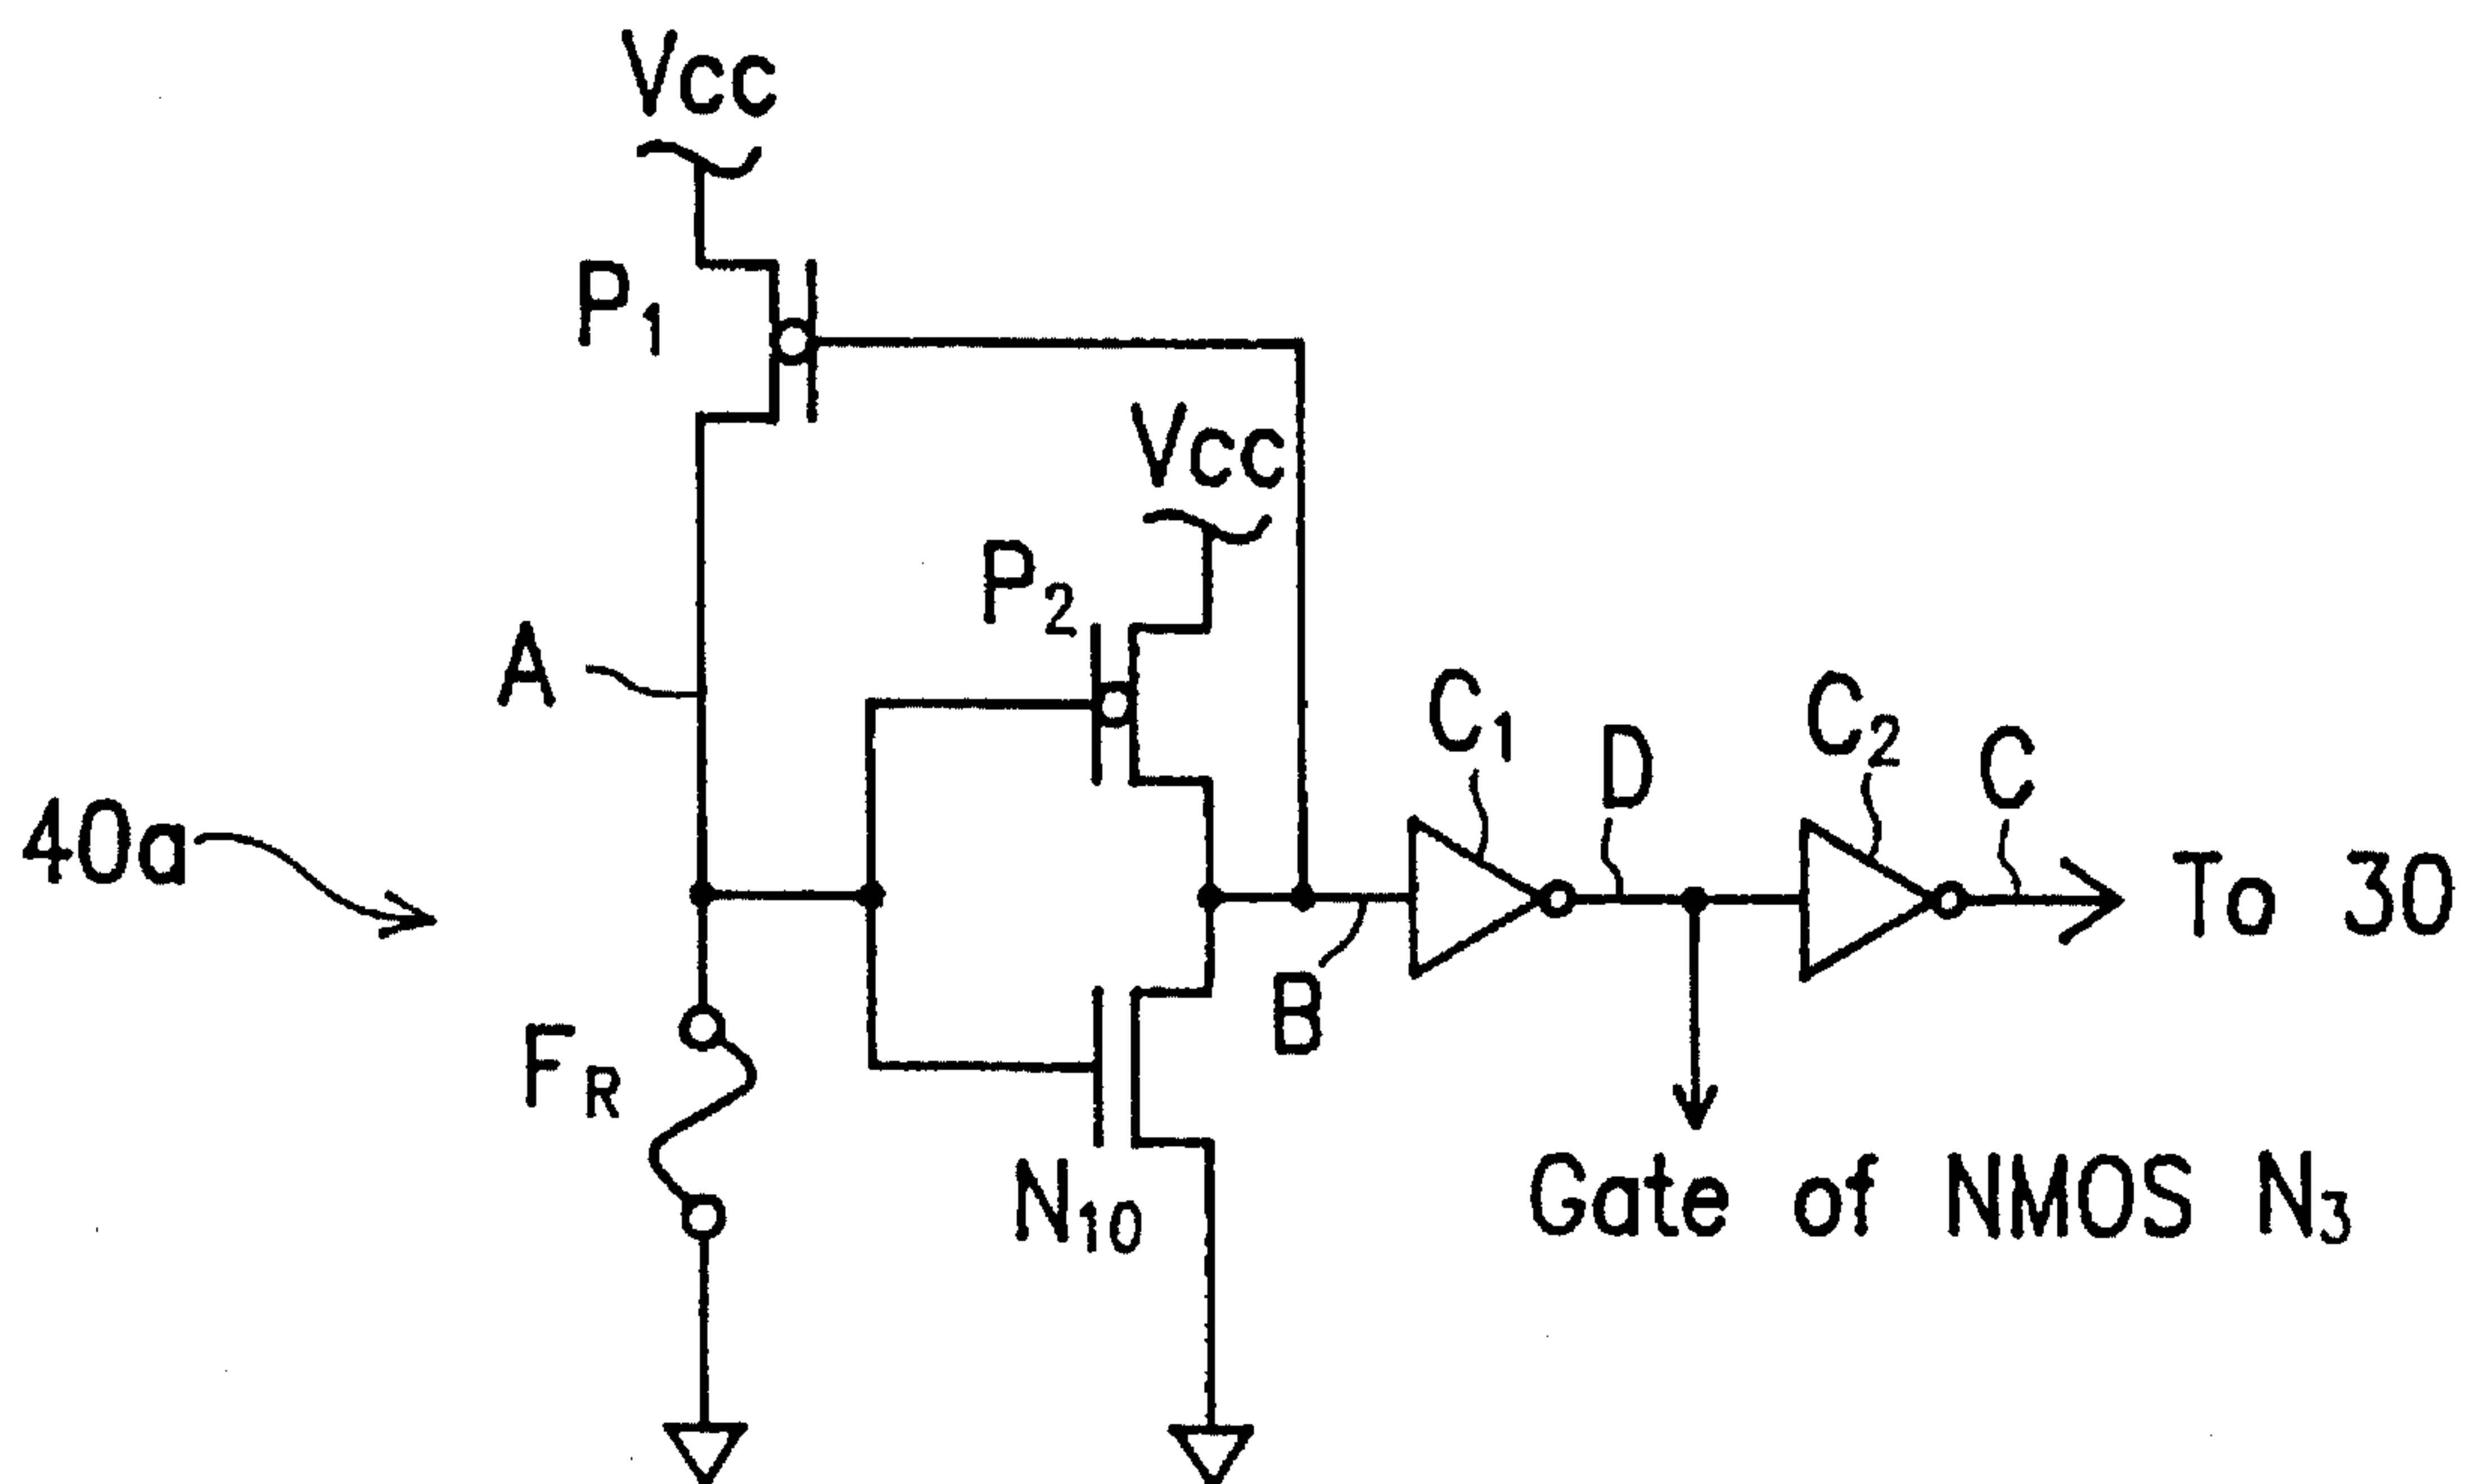 Vcc
P1
Vcc
P2
A
C1
D
C2
C
40a
To 30
B
FR
N10
Gate of NMOS N3